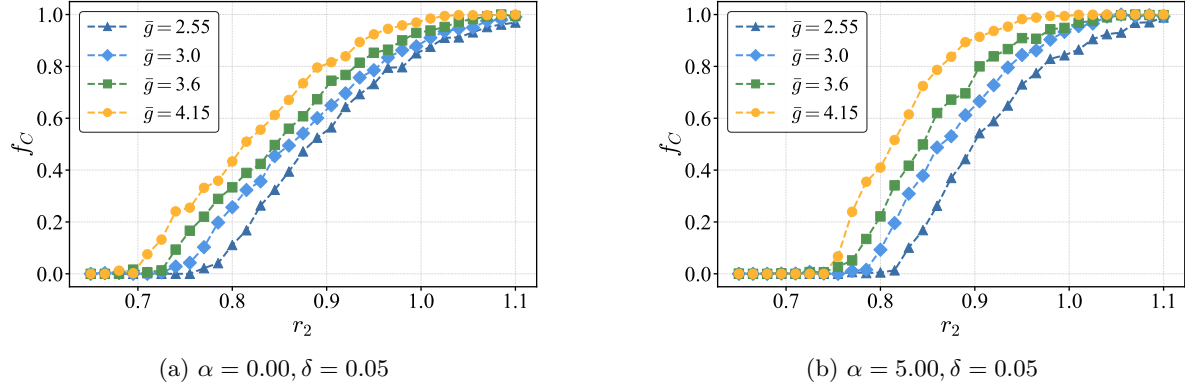 1.0
0.8
0.6
0.4
0.2
0.0
f_C
ḡ = 2.55
ḡ = 3.0
ḡ = 3.6
ḡ = 4.15
0.7 0.8 0.9 1.0 1.1
r_2
(a) α = 0.00, δ = 0.05
1.0
0.8
0.6
0.4
0.2
0.0
f_C
ḡ = 2.55
ḡ = 3.0
ḡ = 3.6
ḡ = 4.15
0.7 0.8 0.9 1.0 1.1
r_2
(b) α = 5.00, δ = 0.05